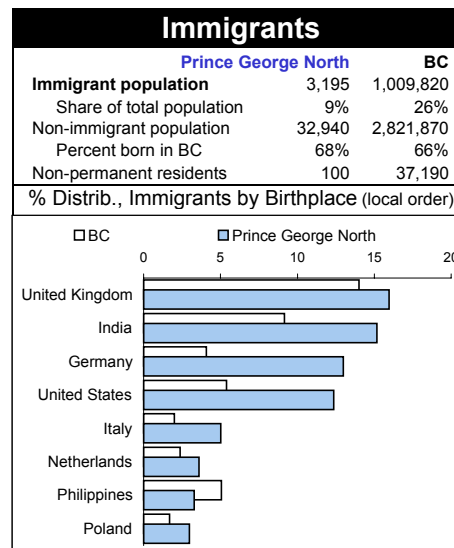 Immigrants
Prince George North BC
Immigrant population 3,195 1,009,820
Share of total population 9% 26%
Non-immigrant population 32,940 2,821,870
Percent born in BC 68% 66%
Non-permanent residents 100 37,190
% Distrib., Immigrants by Birthplace (local order)
BC Prince George North
0 5 10 15 20
United Kingdom
India
Germany
United States
Italy
Netherlands
Philippines
Poland